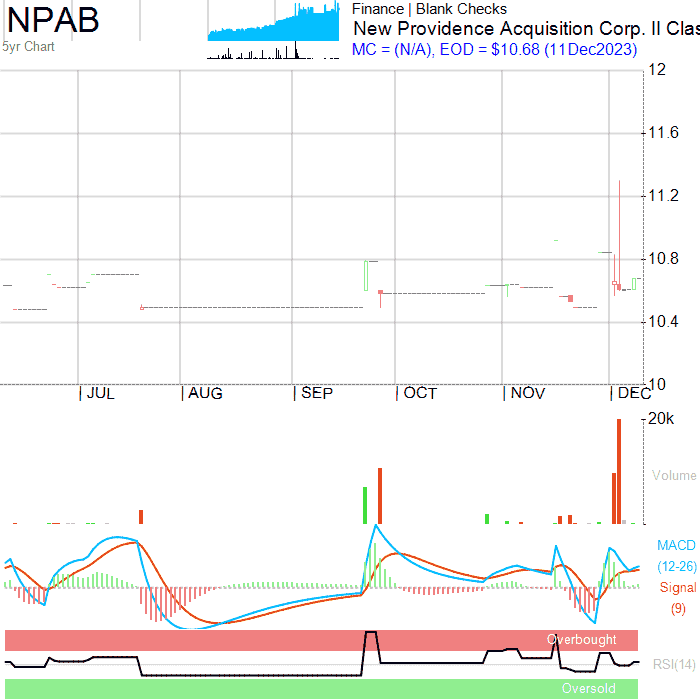 NPAB
5yr Chart
Finance | Blank Checks
New Providence Acquisition Corp. II Clas
MC = (N/A), EOD = $10.68 (11Dec2023)
12
11.6
11.2
10.8
10.4
10
JUL
AUG
SEP
OCT
NOV
DEC
20k
Volume
MACD
(12-26)
Signal
(9)
Overbought
RSI(14)
Oversold